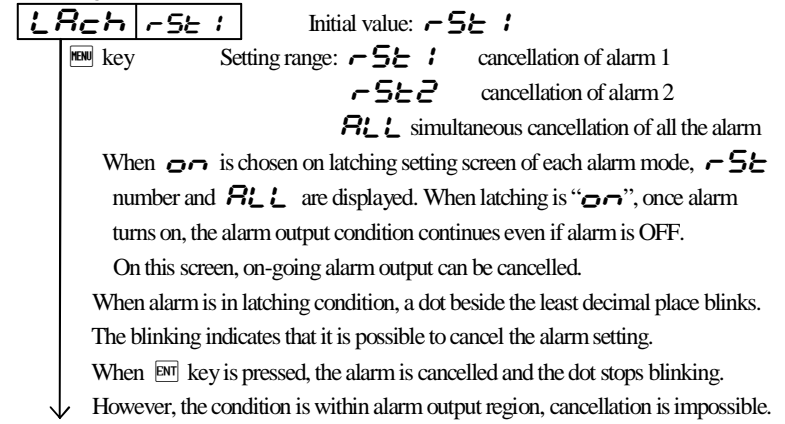 LAch rSt1 Initial value: rSt1
MENU key Setting range: rSt1 cancellation of alarm 1
rSt2 cancellation of alarm 2
ALL simultaneous cancellation of all the alarm
When on is chosen on latching setting screen of each alarm mode, rSt
number and ALL are displayed. When latching is “on”, once alarm
turns on, the alarm output condition continues even if alarm is OFF.
On this screen, on-going alarm output can be cancelled.
When alarm is in latching condition, a dot beside the least decimal place blinks.
The blinking indicates that it is possible to cancel the alarm setting.
When ENT key is pressed, the alarm is cancelled and the dot stops blinking.
However, the condition is within alarm output region, cancellation is impossible.